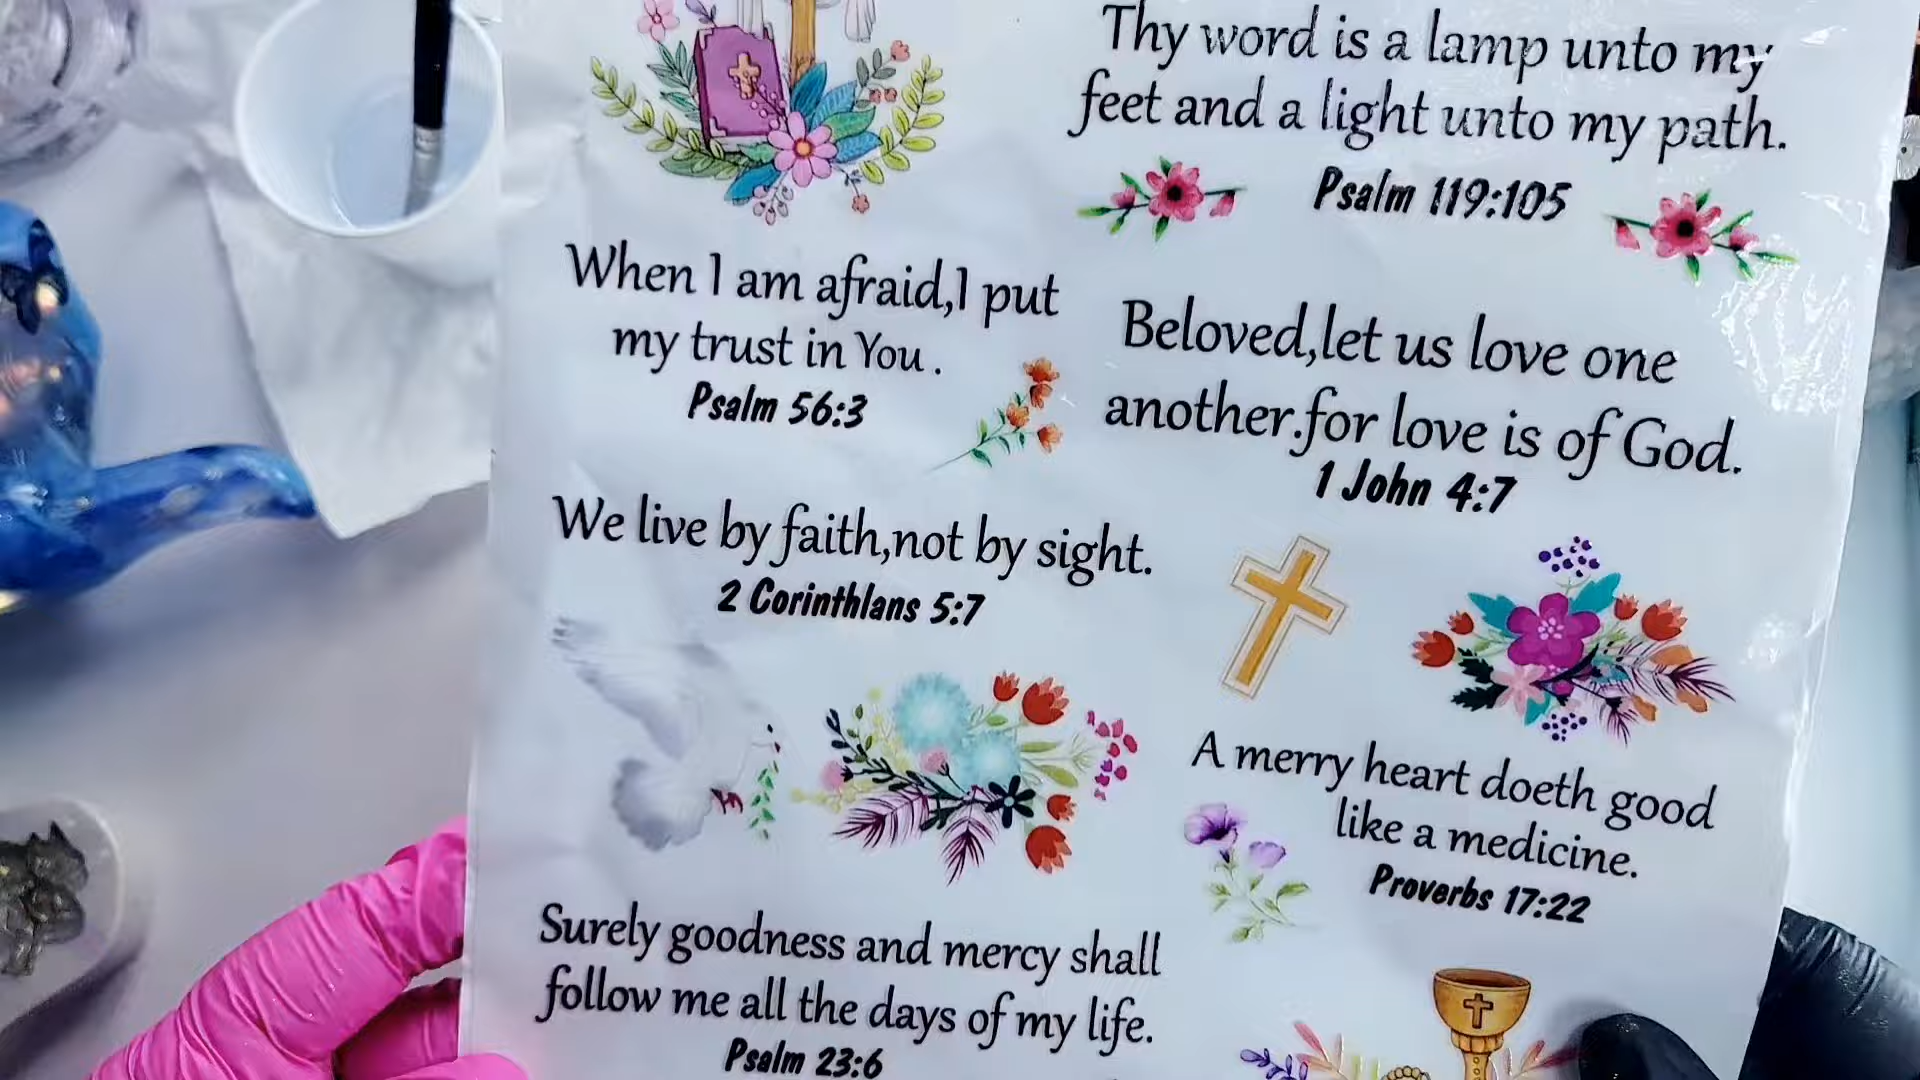 Thy word is a lamp unto my
feet and a light unto my path.
Psalm 119:105
When I am afraid,I put
my trust in You.
Psalm 56:3
Beloved,let us love one
another.for love is of God.
1 John 4:7
We live by faith,not by sight.
2 Corinthlans 5:7
A merry heart doeth good
like a medicine.
Proverbs 17:22
Surely goodness and mercy shall
follow me all the days of my life.
Psalm 23:6